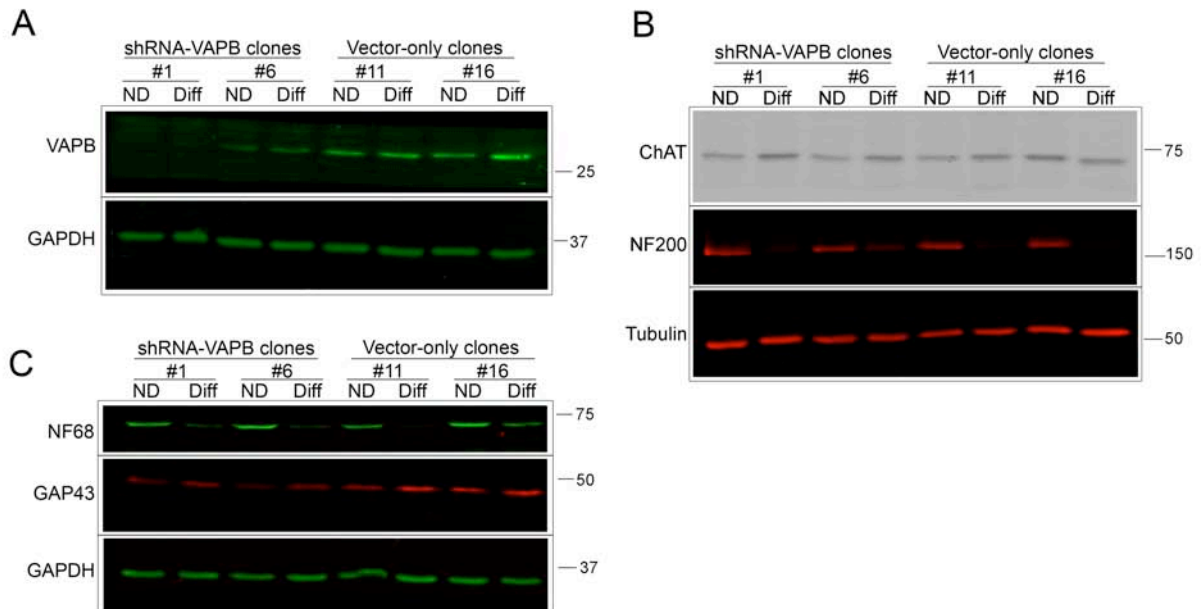 A
shRNA-VAPB clones Vector-only clones
#1 #6 #11 #16
ND Diff ND Diff ND Diff ND Diff
VAPB
25
GAPDH
37
B
shRNA-VAPB clones Vector-only clones
#1 #6 #11 #16
ND Diff ND Diff ND Diff ND Diff
ChAT
75
NF200
150
Tubulin
50
C
shRNA-VAPB clones Vector-only clones
#1 #6 #11 #16
ND Diff ND Diff ND Diff ND Diff
NF68
75
GAP43
50
GAPDH
37